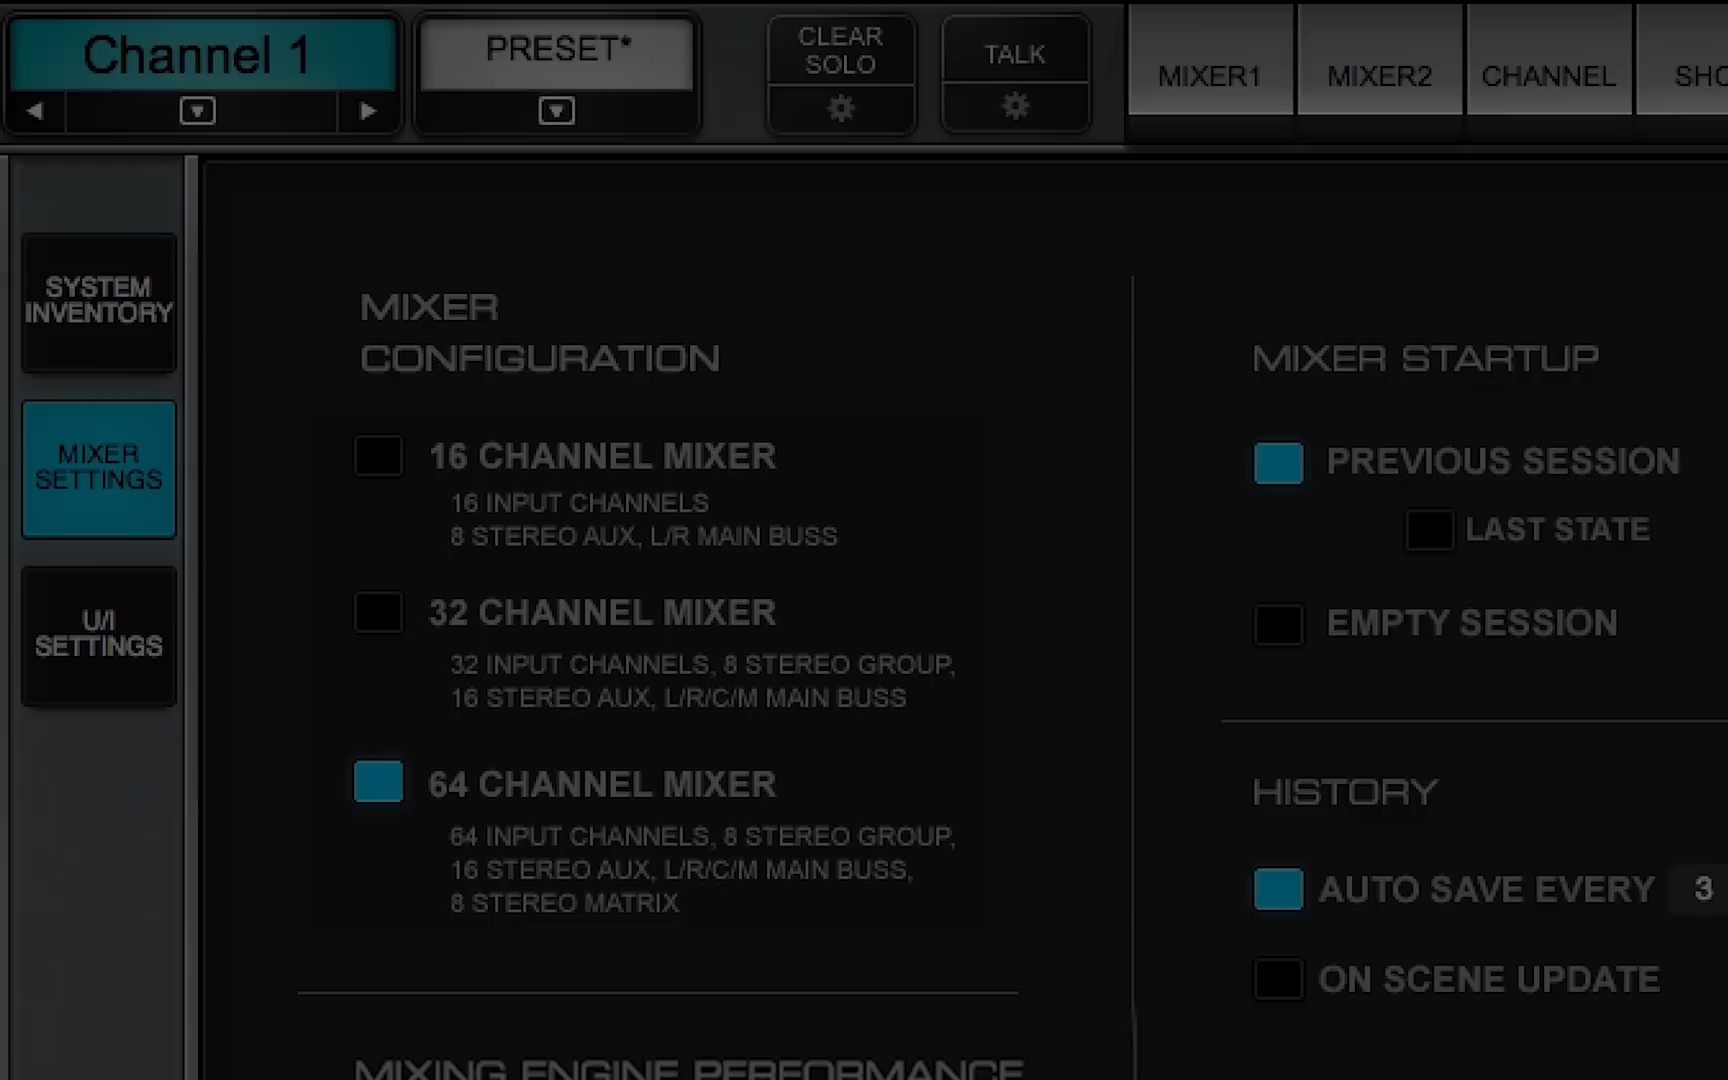 Channel 1
PRESET*
CLEAR
SOLO
TALK
MIXER1
MIXER2
CHANNEL
SYSTEM
INVENTORY
MIXER
SETTINGS
U/I
SETTINGS
MIXER
CONFIGURATION
16 CHANNEL MIXER
16 INPUT CHANNELS
8 STEREO AUX, L/R MAIN BUSS
32 CHANNEL MIXER
32 INPUT CHANNELS, 8 STEREO GROUP,
16 STEREO AUX, L/R/C/M MAIN BUSS
64 CHANNEL MIXER
64 INPUT CHANNELS, 8 STEREO GROUP,
16 STEREO AUX, L/R/C/M MAIN BUSS,
8 STEREO MATRIX
MIXING ENGINE PERFORMANCE
MIXER STARTUP
PREVIOUS SESSION
LAST STATE
EMPTY SESSION
HISTORY
AUTO SAVE EVERY 3
ON SCENE UPDATE